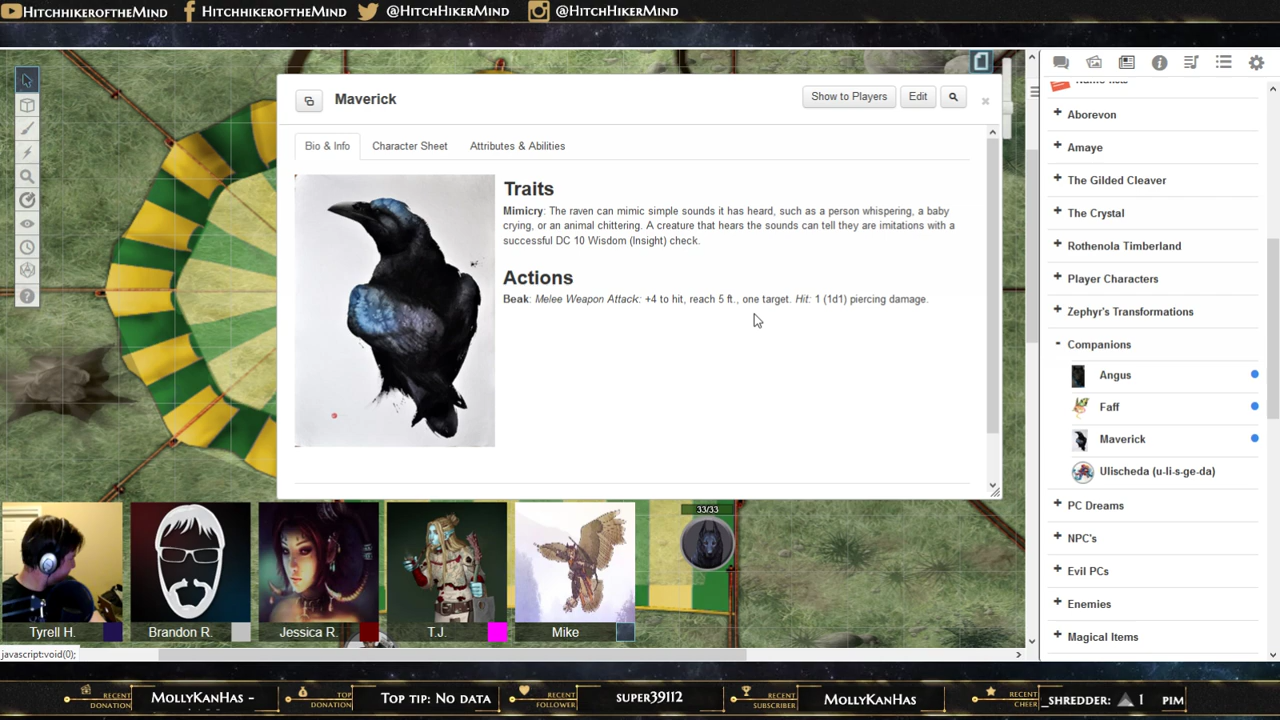 HitchhikeroftheMind HitchhikeroftheMind @HitchHikerMind @HitchHikerMind
Maverick
Show to Players Edit
Bio & Info Character Sheet Attributes & Abilities
Traits
Mimicry: The raven can mimic simple sounds it has heard, such as a person whispering, a baby
crying, or an animal chittering. A creature that hears the sounds can tell they are imitations with a
successful DC 10 Wisdom (Insight) check.
Actions
Beak: Melee Weapon Attack: +4 to hit, reach 5 ft., one target. Hit: 1 (1d1) piercing damage.
Aborevon
Amaye
The Gilded Cleaver
The Crystal
Rothenola Timberland
Player Characters
Zephyr's Transformations
Companions
Angus
Faff
Maverick
Ulischeda (u-li-s-ge-da)
PC Dreams
NPC's
Evil PCs
Enemies
Magical Items
33/33
Tyrell H. Brandon R. Jessica R. T.J. Mike
javascript:void(0);
Recent Donation MollyKanHas - Top Donation Top tip: No data Recent Follower super39112 Recent Subscriber MollyKanHas Recent Cheer _shredder: 1 pim